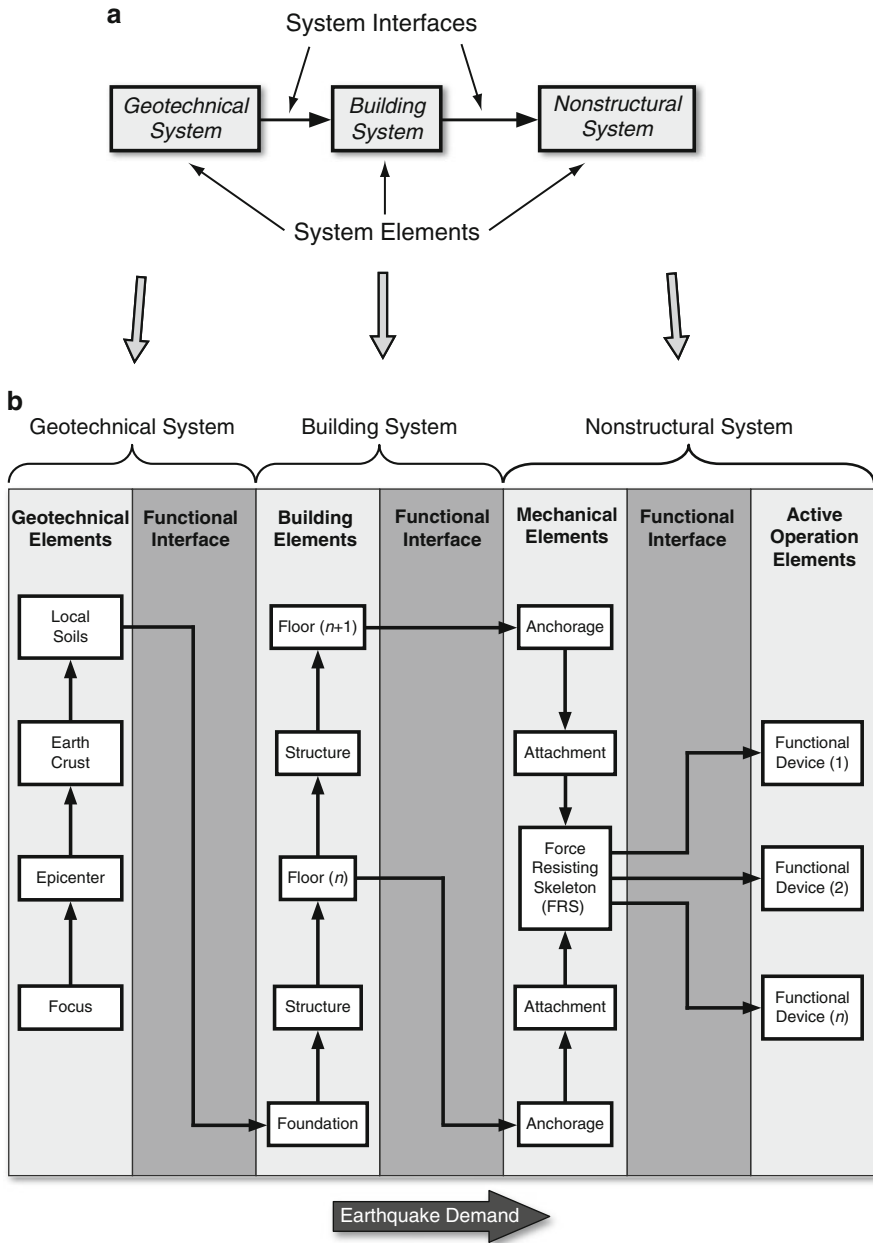 a
System Interfaces
Geotechnical
System
Building
System
Nonstructural
System
System Elements
b
Geotechnical System
Building System
Nonstructural System
Geotechnical
Elements
Functional
Interface
Building
Elements
Functional
Interface
Mechanical
Elements
Functional
Interface
Active
Operation
Elements
Local
Soils
Earth
Crust
Epicenter
Focus
Floor (n+1)
Structure
Floor (n)
Structure
Foundation
Anchorage
Attachment
Force
Resisting
Skeleton
(FRS)
Attachment
Anchorage
Functional
Device (1)
Functional
Device (2)
Functional
Device (n)
Earthquake Demand